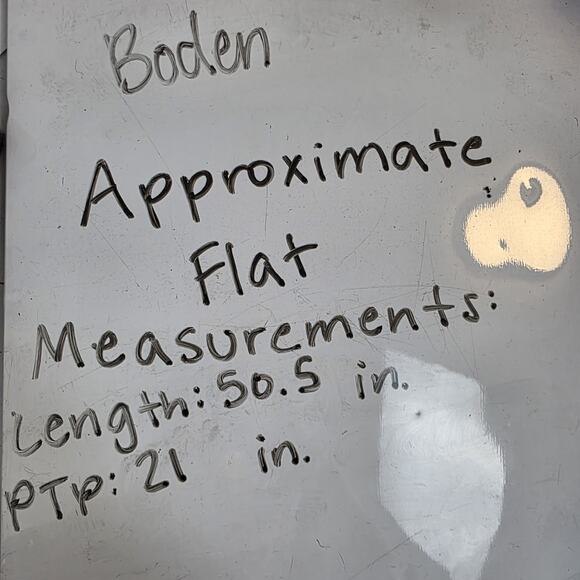 Boden
Approximate
Flat
Measurements:
Length: 50.5 in.
PTP: 21 in.